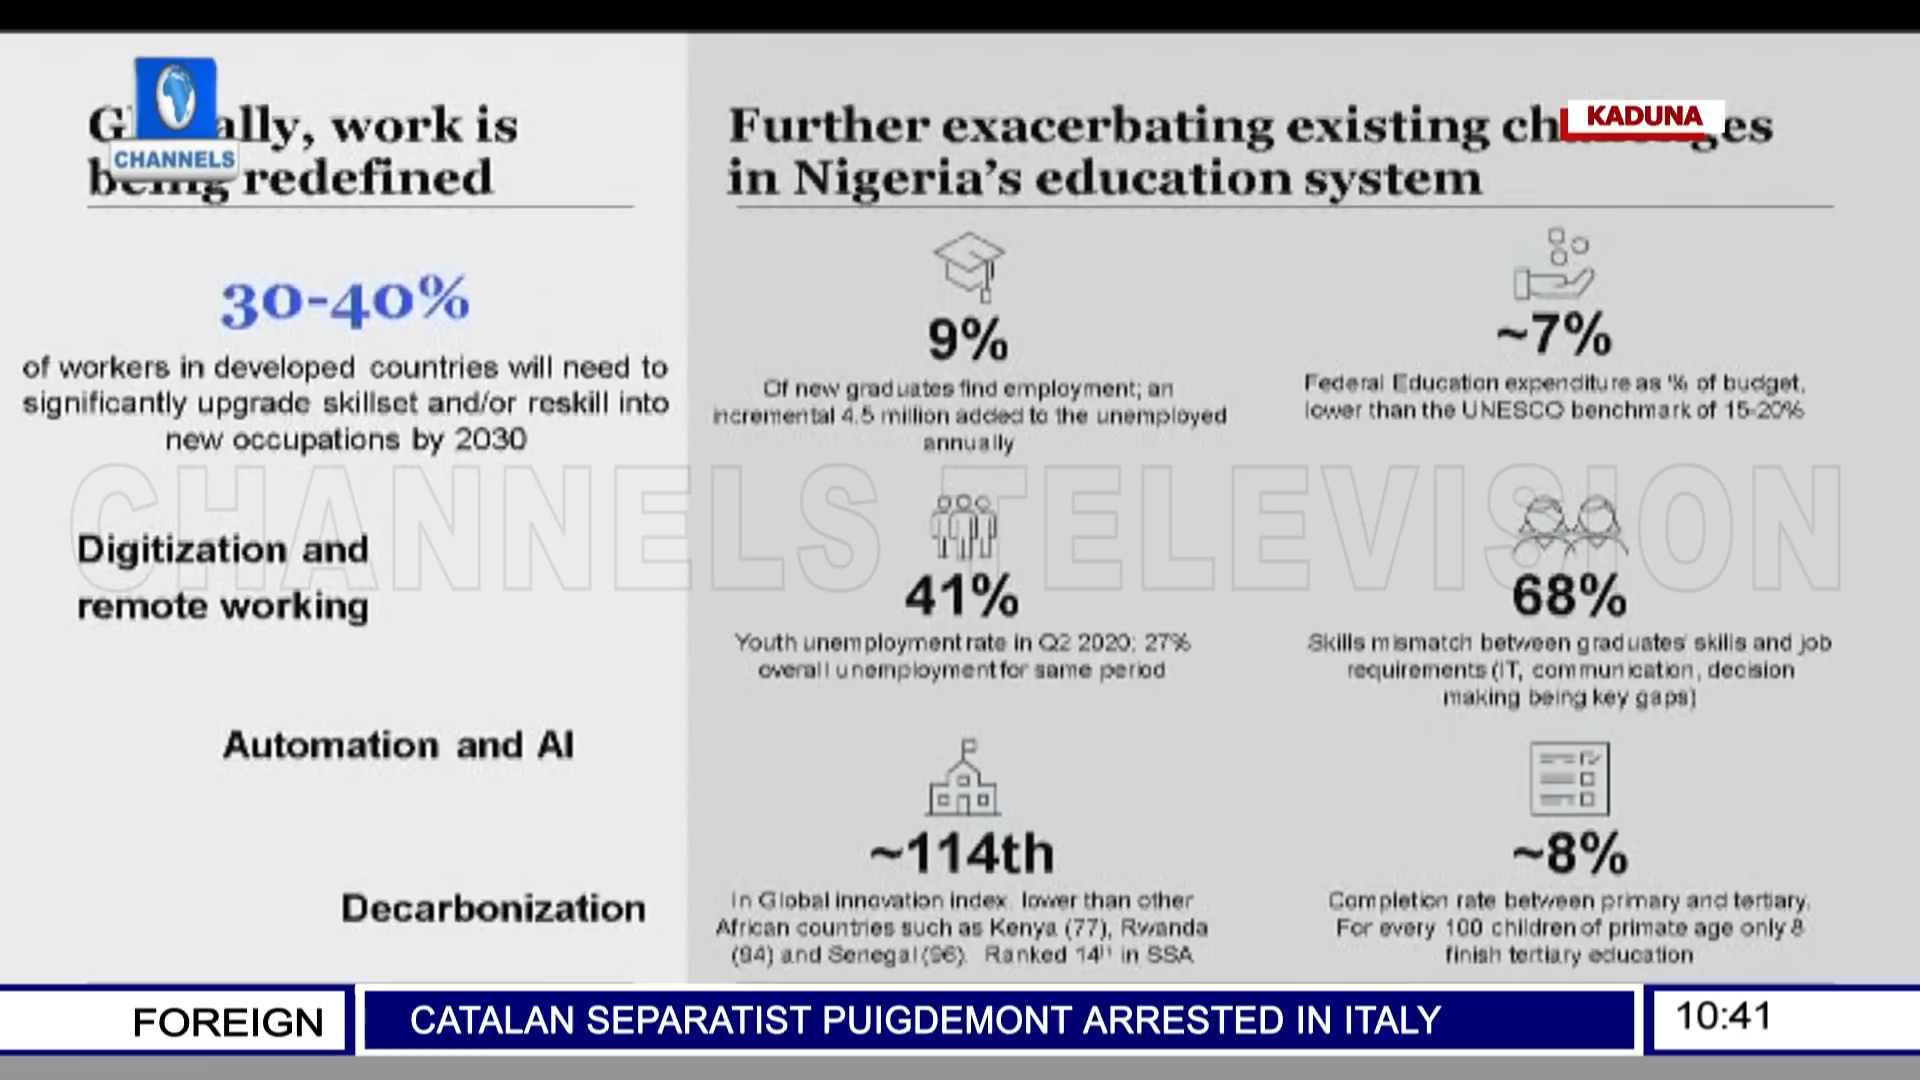 CHANNELS
KADUNA
work is
redefined
Further exacerbating existing
in Nigeria's education system
30-40%
of workers in developed countries will need to
significantly upgrade skillset and/or reskill into
new occupations by 2030
Digitization and
remote working
Automation and AI
Decarbonization
9%
Of new graduates find employment; an
incremental 4.5 million added to the unemployed
annually
~7%
Federal Education expenditure as % of budget,
lower than the UNESCO benchmark of 15-20%
41%
Youth unemployment rate in Q2 2020; 27%
overall unemployment for same period
68%
Skills mismatch between graduates' skills and job
requirements (IT, communication, decision
making being key gaps)
~114th
In Global innovation index, lower than other
African countries such as Kenya (77), Rwanda
(94) and Senegal (96). Ranked 14th in SSA
~8%
Completion rate between primary and tertiary.
For every 100 children of primate age only 8
finish tertiary education
CHANNELS TELEVISION
FOREIGN
CATALAN SEPARATIST PUIGDEMONT ARRESTED IN ITALY
10:41